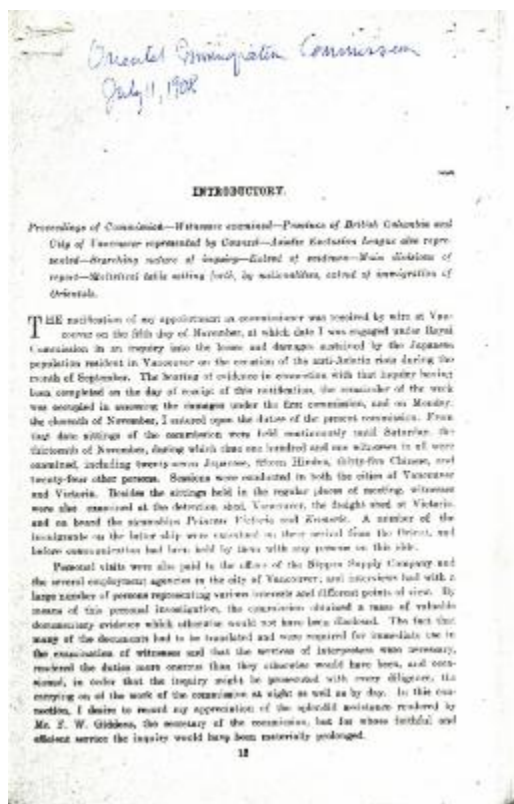 Oriental Immigration Commission
July 11, 1908
INTRODUCTORY.
Proceedings of Commission—Witnesses examined—Province of British Columbia and
City of Vancouver represented by Counsel—Asiatic Exclusion League also repre-
sented—Searching nature of inquiry—Extent of evidence—Main divisions of
report—Statistical table setting forth, by nationalities, extent of immigration of
Orientals.
THE notification of my appointment as commissioner was received by wire at Van-
couver on the fifth day of November, at which date I was engaged under Royal
Commission in an inquiry into the losses and damages sustained by the Japanese
population resident in Vancouver on the occasion of the anti-Asiatic riots during the
month of September. The hearing of evidence in connection with that inquiry having
been completed on the day of receipt of this notification, the remainder of the work
was occupied in assessing the damages under the first commission, and on Monday,
the eleventh of November, I entered upon the duties of the present commission. From
that date sittings of the commission were held continuously until Saturday, the
thirtieth of November, during which time one hundred and one witnesses in all were
examined, including twenty-seven Japanese, fifteen Hindus, thirty-five Chinese, and
twenty-four other persons. Sessions were conducted in both the cities of Vancouver
and Victoria. Besides the sittings held in the regular places of meeting, witnesses
were also examined at the detention shed, Vancouver, the freight shed at Victoria,
and on board the steamships Princess Victoria and A number of the
immigrants on the latter ship were examined on their arrival from the Orient, and
before communication had been held by them with any persons on this side.
Personal visits were also paid to the office of the Nippon Supply Company and
the several employment agencies in the city of Vancouver, and interviews had with a
large number of persons representing various interests and different points of view. By
means of this personal investigation, the commission obtained a mass of valuable
documentary evidence which otherwise would not have been disclosed. The fact that
many of the documents had to be translated and were required for immediate use in
the examination of witnesses and that the services of interpreters were necessary,
rendered the duties more onerous than they otherwise would have been, and occa-
sioned, in order that the inquiry might be prosecuted with every diligence, the
carrying on of the work of the commission at night as well as by day. In this con-
nection, I desire to record my appreciation of the splendid assistance rendered by
Mr. F. W. Giddens, the secretary of the commission, but for whose faithful and
efficient service the inquiry would have been materially prolonged.